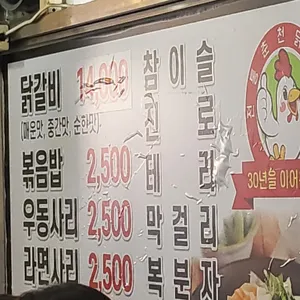 닭갈비 14,000
(매운맛, 중간맛, 순한맛)
볶음밥 2,500
우동사리 2,500
라면사리 2,500
참이슬
진로
테라
막걸리
복분자
30년을 이어